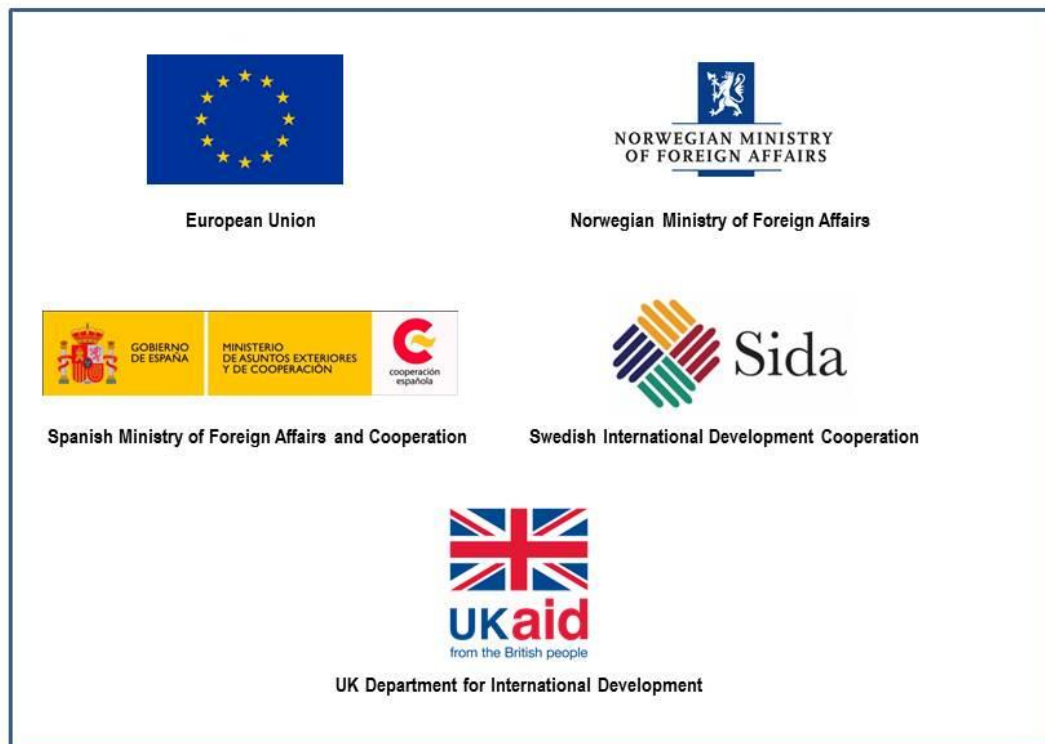 NORWEGIAN MINISTRY
OF FOREIGN AFFAIRS
European Union
Norwegian Ministry of Foreign Affairs
GOBIERNO
DE ESPAÑA
MINISTERIO
DE ASUNTOS EXTERIORES
Y DE COOPERACIÓN
cooperación
española
Sida
Spanish Ministry of Foreign Affairs and Cooperation
Swedish International Development Cooperation
UKaid
from the British people
UK Department for International Development